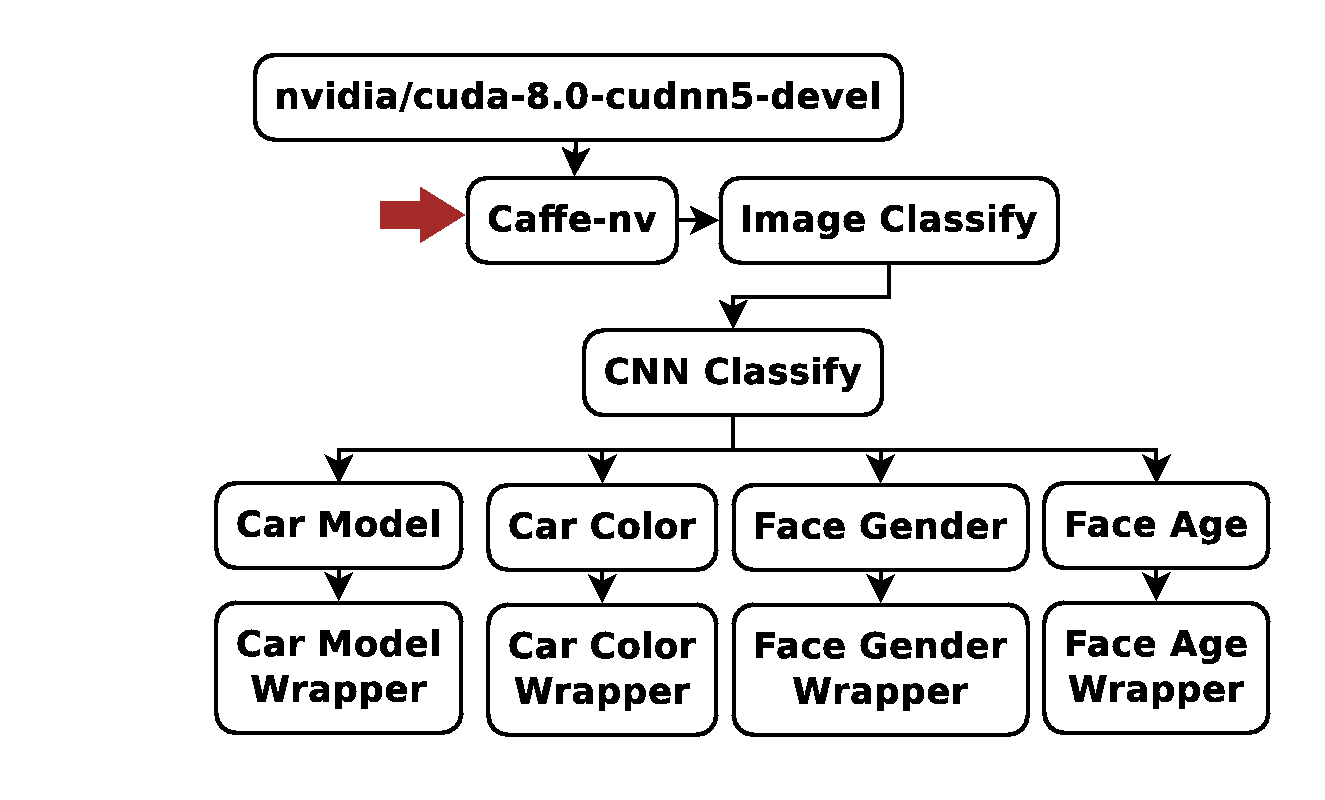 nvidia/cuda-8.0-cudnn5-devel
Caffe-nv
Image Classify
CNN Classify
Car Model
Car Color
Face Gender
Face Age
Car Model
Wrapper
Car Color
Wrapper
Face Gender
Wrapper
Face Age
Wrapper